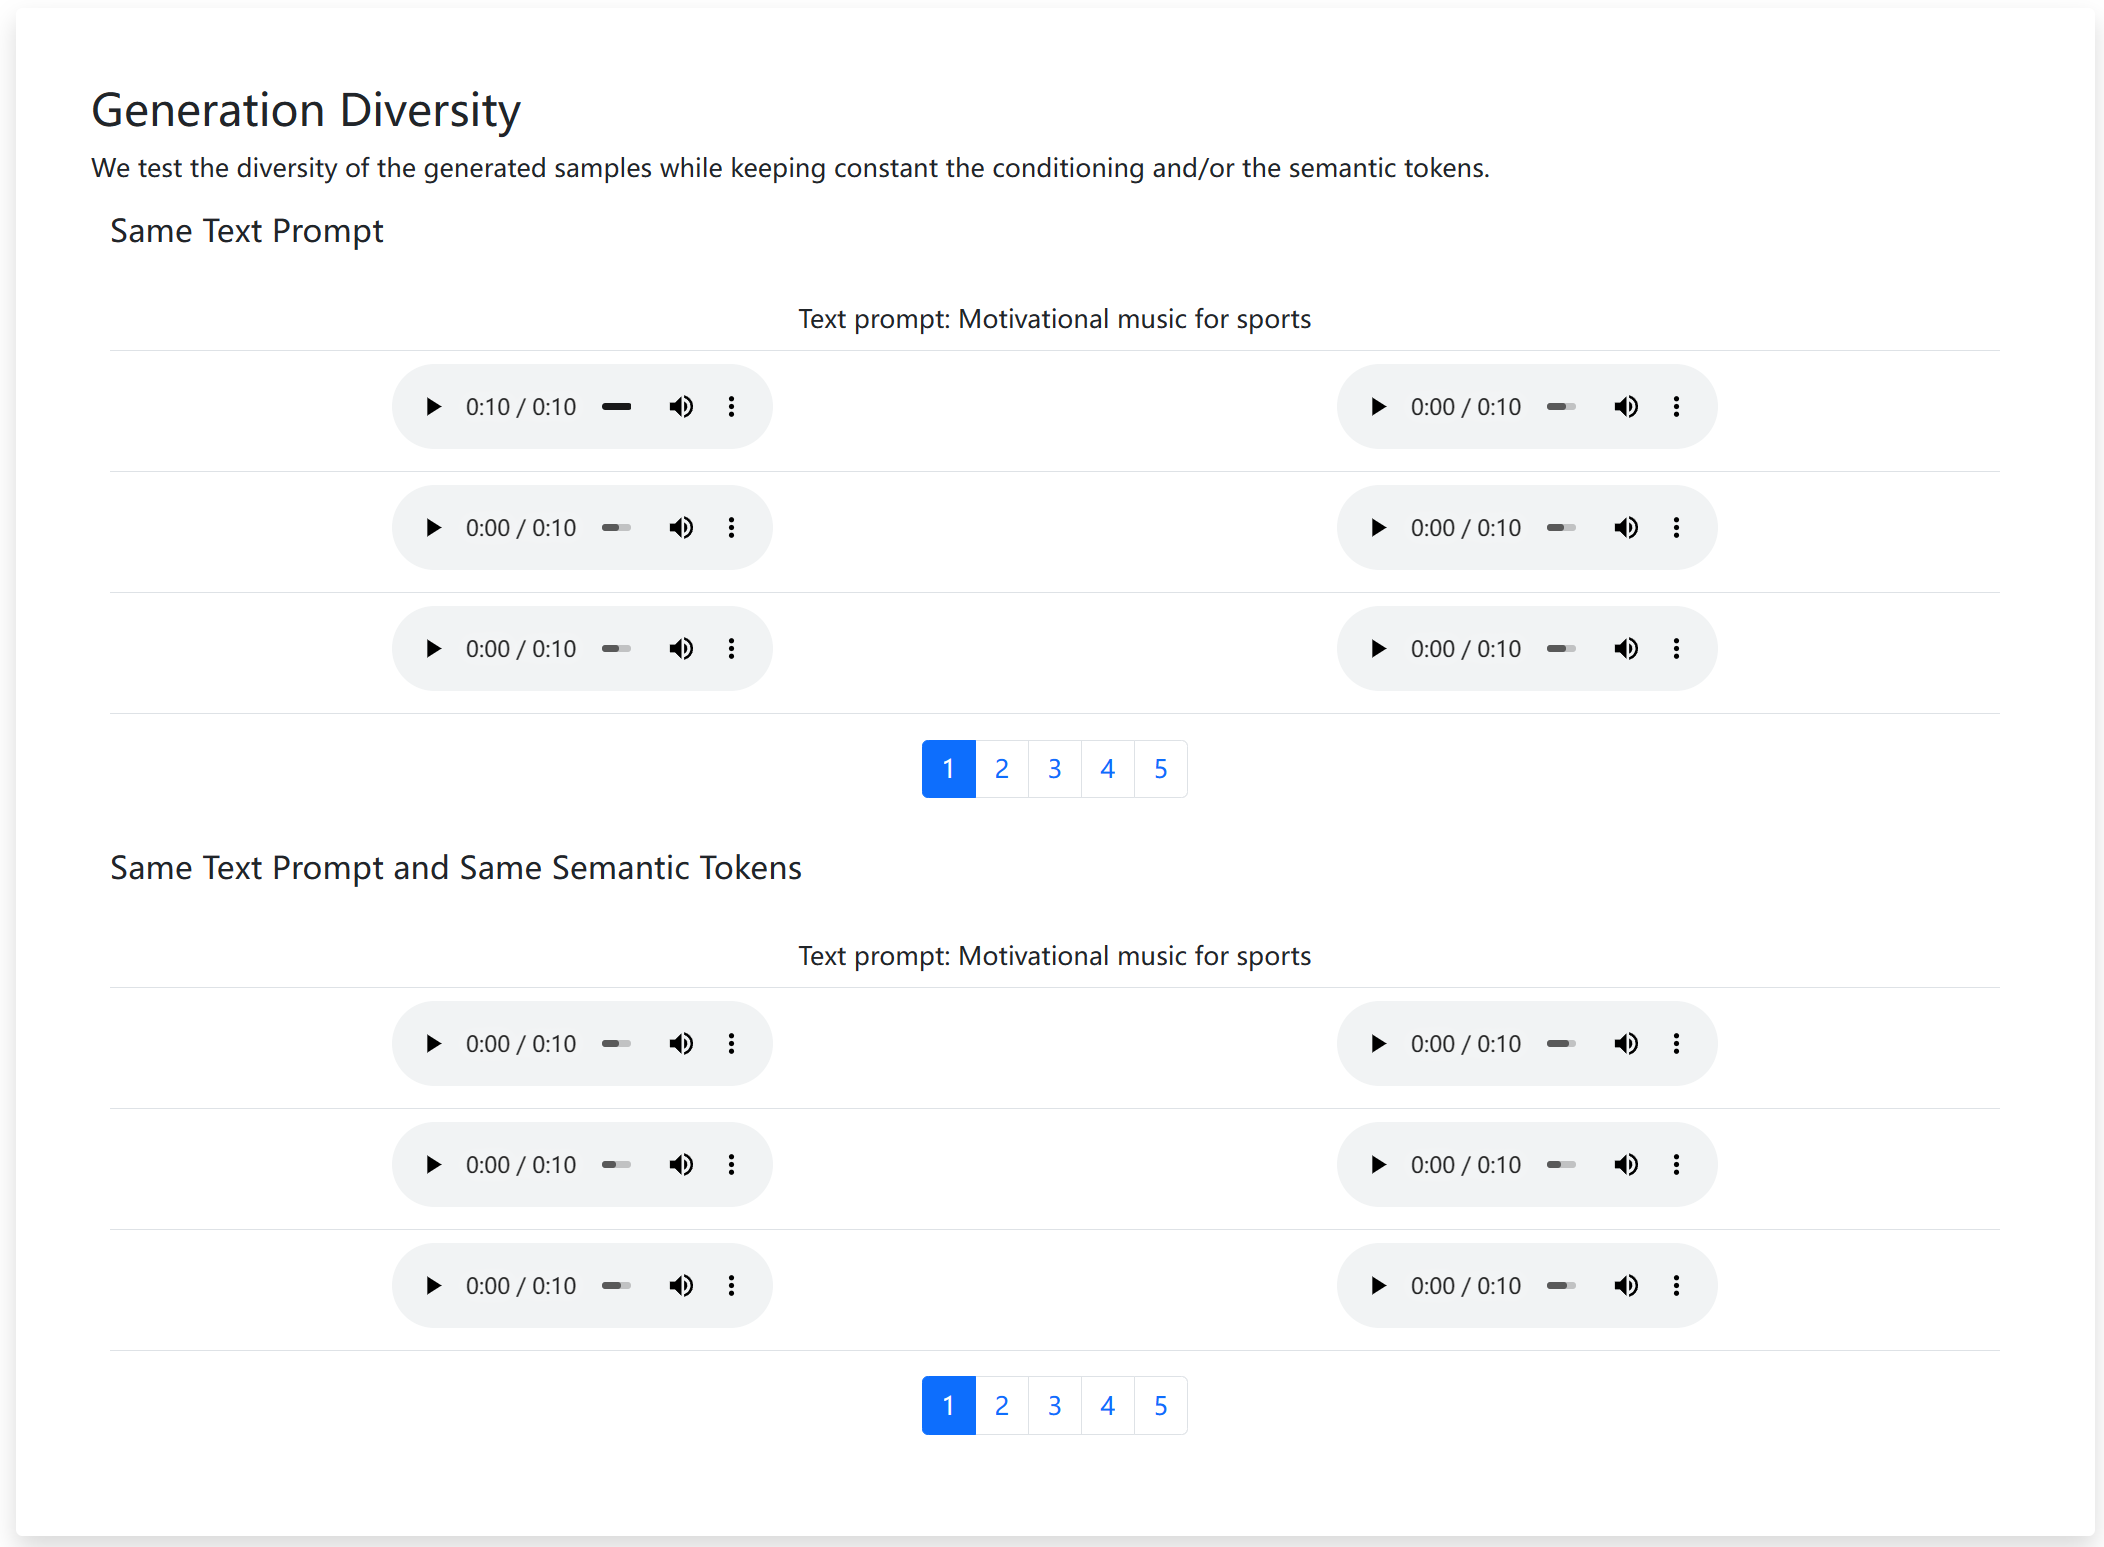 Generation Diversity
We test the diversity of the generated samples while keeping constant the conditioning and/or the semantic tokens.
Same Text Prompt
Text prompt: Motivational music for sports
0:10 / 0:10 0:00 / 0:10
0:00 / 0:10 0:00 / 0:10
0:00 / 0:10 0:00 / 0:10
1 2 3 4 5
Same Text Prompt and Same Semantic Tokens
Text prompt: Motivational music for sports
0:00 / 0:10 0:00 / 0:10
0:00 / 0:10 0:00 / 0:10
0:00 / 0:10 0:00 / 0:10
1 2 3 4 5